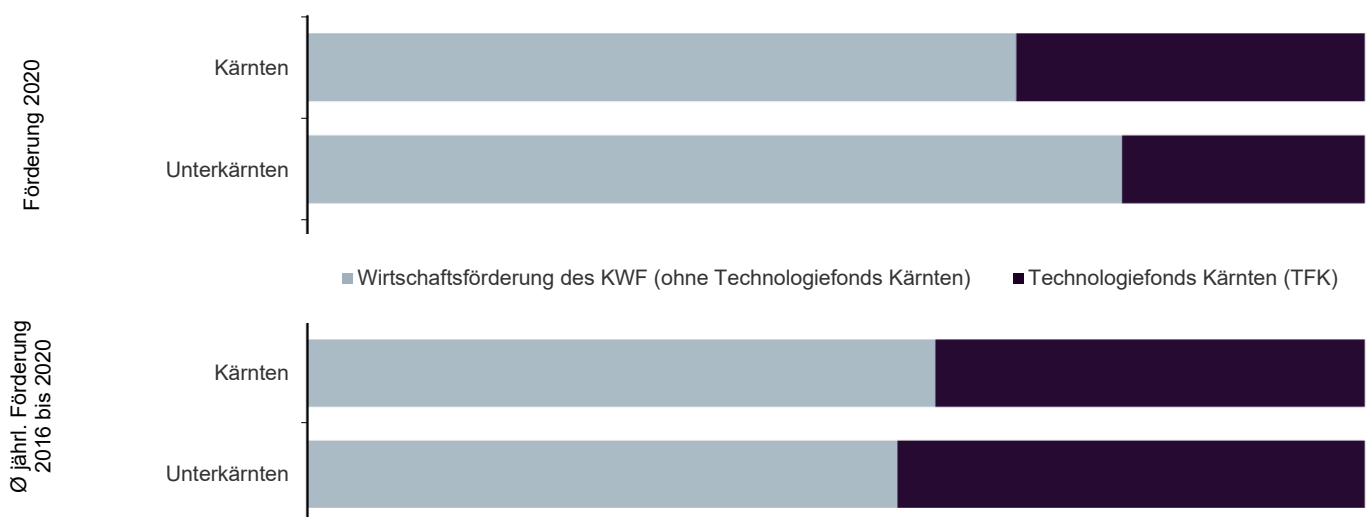 Förderung 2020
Kärnten
Unterkärnten
Wirtschaftsförderung des KWF (ohne Technologiefonds Kärnten)
Technologiefonds Kärnten (TFK)
Ø jährl. Förderung
2016 bis 2020
Kärnten
Unterkärnten